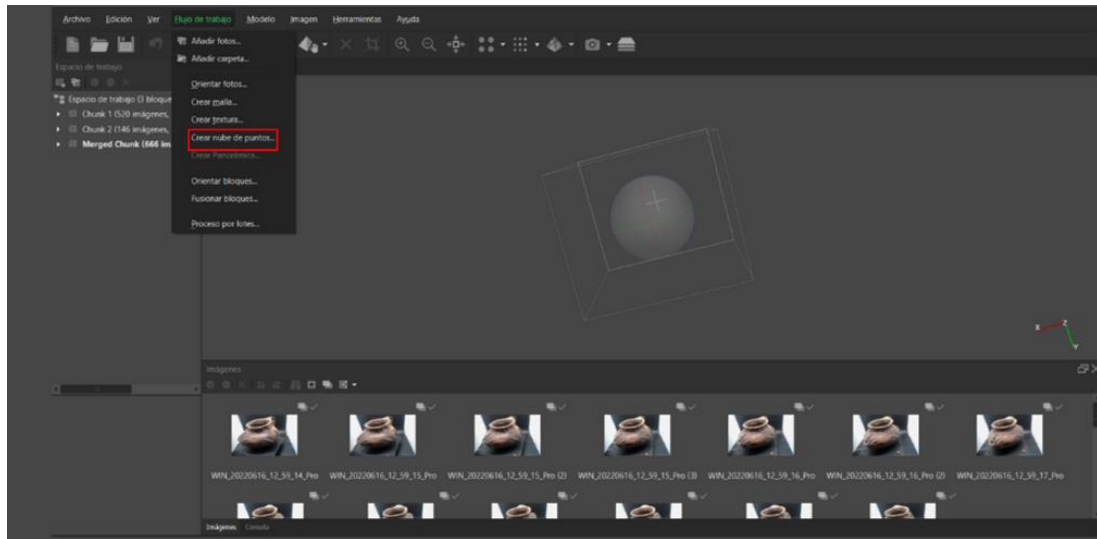 Archivo Edición Ver Flujo de trabajo Modelo Imagen Herramientas Ayuda
Añadir fotos...
Añadir carpeta...
Orientar fotos...
Crear malla...
Crear textura...
Crear nube de puntos...
Crear Panorámica...
Orientar bloques...
Fusionar bloques...
Proceso por lotes...
Espacio de trabajo
Espacio de trabajo (3 bloque
Chunk 1 (520 imágenes,
Chunk 2 (146 imágenes,
Merged Chunk (666 im
X Z
Y
Imágenes
WIN_20220616_12_59_14_Pro WIN_20220616_12_59_15_Pro WIN_20220616_12_59_15_Pro (2) WIN_20220616_12_59_15_Pro (3) WIN_20220616_12_59_16_Pro WIN_20220616_12_59_16_Pro (2) WIN_20220616_12_59_17_Pro
Imágenes Consola